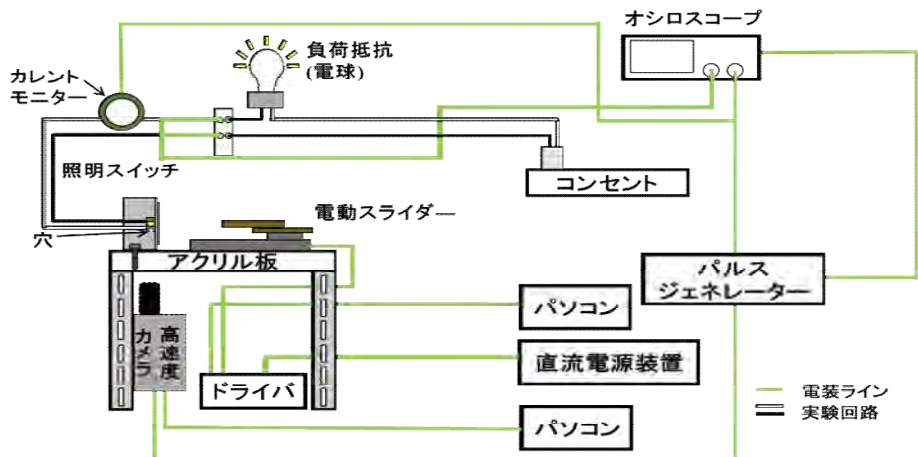 オシロスコープ
負荷抵抗
(電球)
カレント
モニター
照明スイッチ
コンセント
電動スライダー
穴
アクリル板
パルス
ジェネレーター
パソコン
高速度
カメラ
直流電源装置
ドライバ
電装ライン
実験回路
パソコン